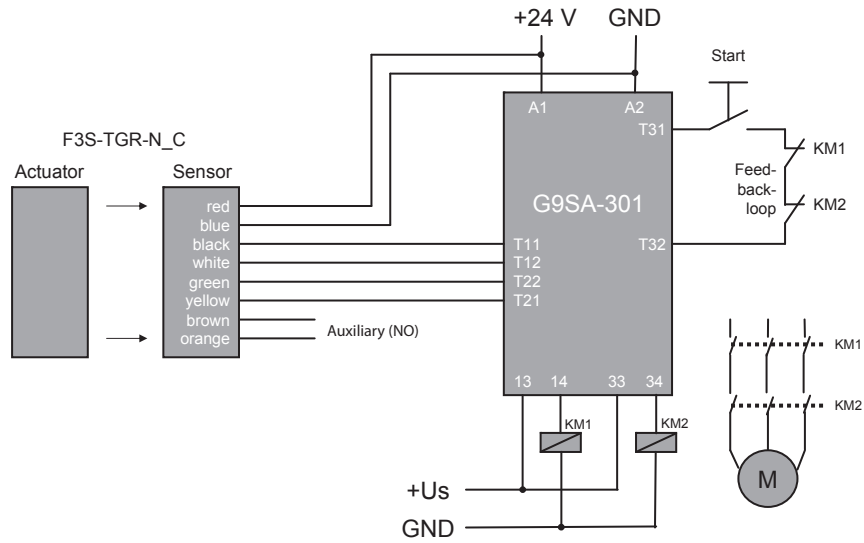 +24 V
GND
Start
A1
A2
T31
KM1
Feed-
back-
loop
KM2
F3S-TGR-N_C
Actuator
Sensor
red
blue
black
white
green
yellow
brown
orange
Auxiliary (NO)
G9SA-301
T11
T12
T22
T21
T32
13
14
33
34
KM1
KM2
+Us
GND
KM1
KM2
M